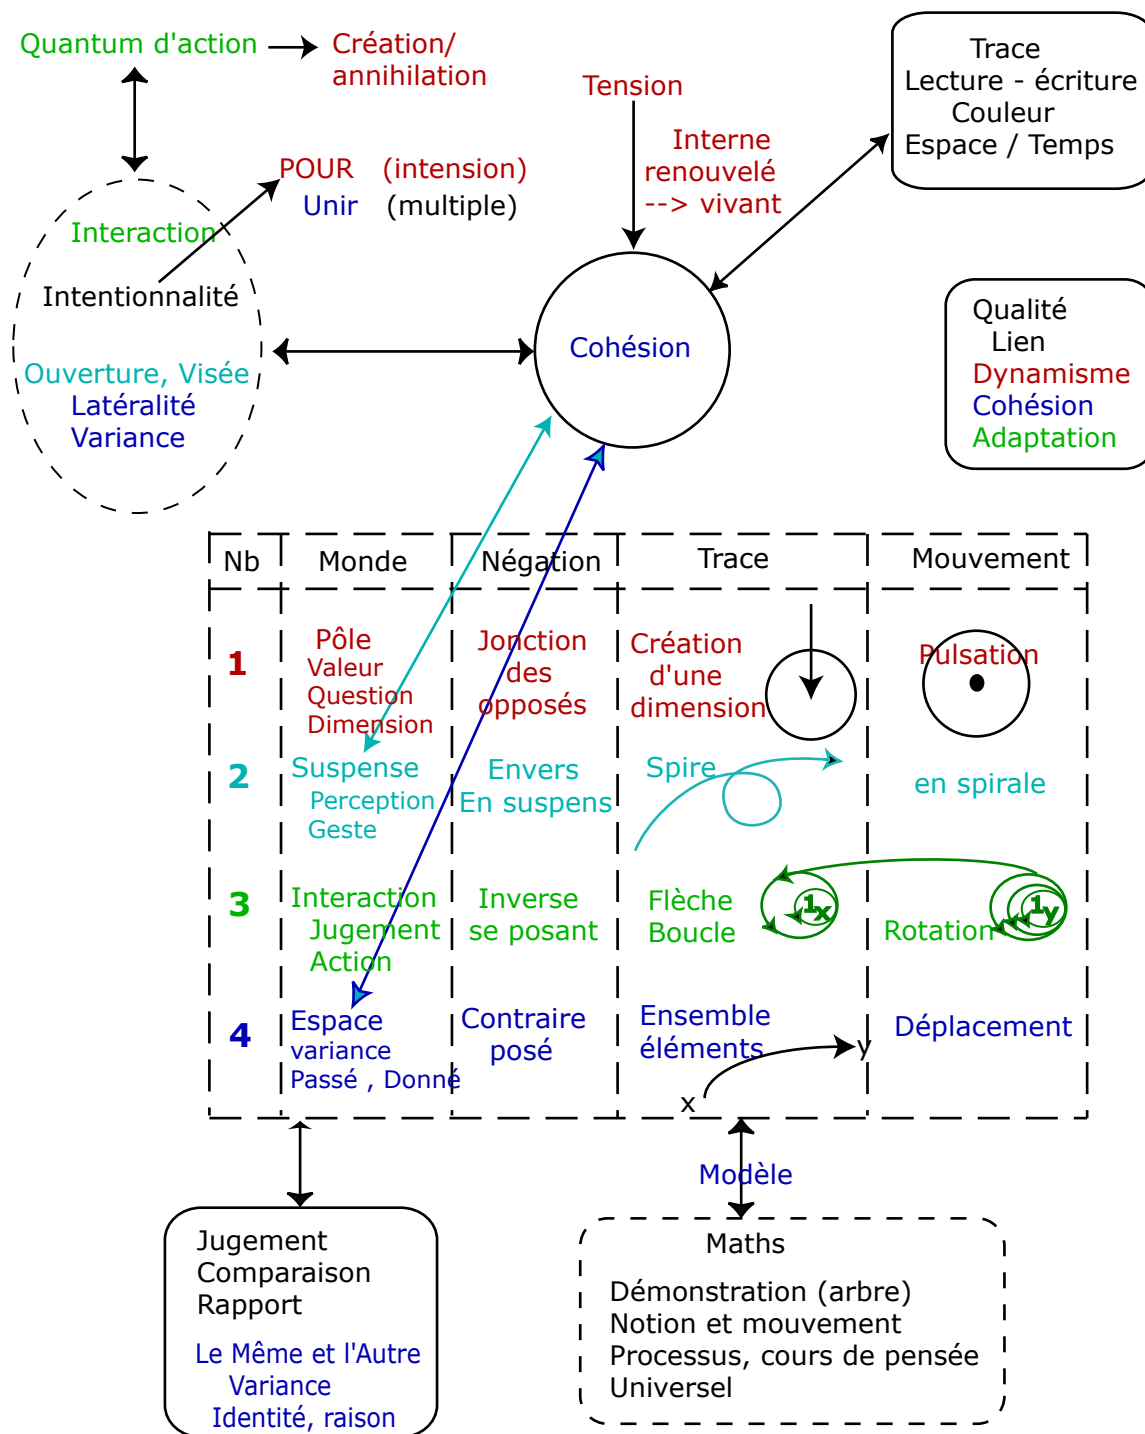 Quantum d'action
Création/
annihilation
Tension
Interne
renouvelé
--> vivant
Trace
Lecture - écriture
Couleur
Espace / Temps
POUR (intension)
Unir (multiple)
Interaction
Intentionnalité
Ouverture, Visée
Latéralité
Variance
Cohésion
Qualité
Lien
Dynamisme
Cohésion
Adaptation
Nb
Monde
Négation
Trace
Mouvement
1
Pôle
Valeur
Question
Dimension
Jonction
des
opposés
Création
d'une
dimension
Pulsation
2
Suspense
Perception
Geste
Envers
En suspens
Spire
en spirale
3
Interaction
Jugement
Action
Inverse
se posant
Flèche
Boucle
1x
Rotation
1y
4
Espace
variance
Passé , Donné
Contraire
posé
Ensemble
éléments
x
y
Déplacement
Modèle
Jugement
Comparaison
Rapport
Le Même et l'Autre
Variance
Identité, raison
Maths
Démonstration (arbre)
Notion et mouvement
Processus, cours de pensée
Universel